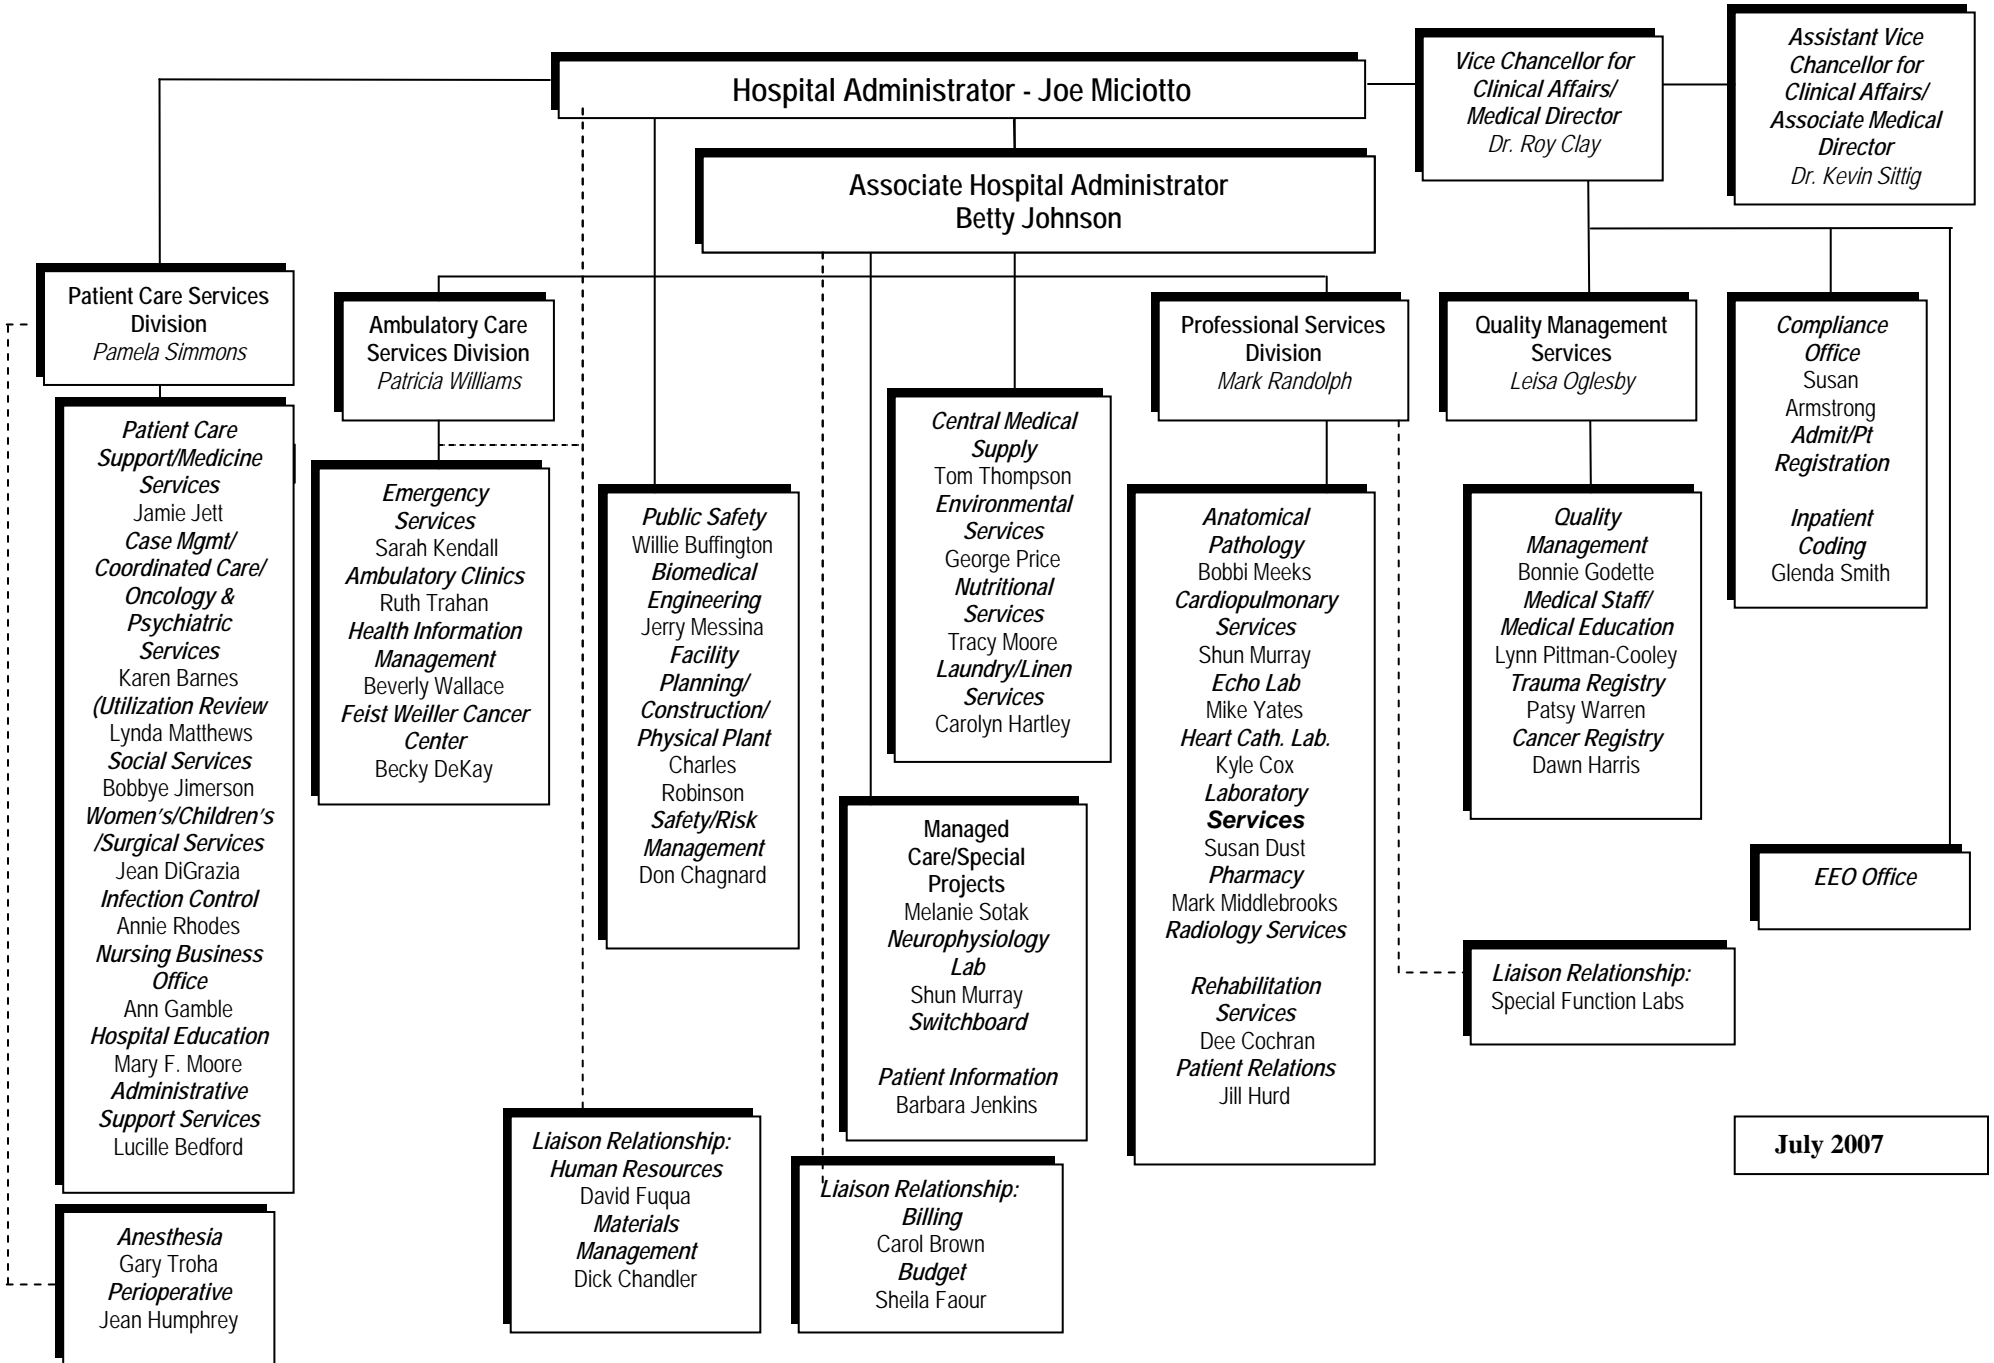 Hospital Administrator - Joe Miciotto
Vice Chancellor for
Clinical Affairs/
Medical Director
Dr. Roy Clay
Assistant Vice
Chancellor for
Clinical Affairs/
Associate Medical
Director
Dr. Kevin Sittig
Associate Hospital Administrator
Betty Johnson
Patient Care Services
Division
Pamela Simmons
Ambulatory Care
Services Division
Patricia Williams
Professional Services
Division
Mark Randolph
Quality Management
Services
Leisa Oglesby
Compliance
Office
Susan
Armstrong
Admit/Pt
Registration
Inpatient
Coding
Glenda Smith
Patient Care
Support/Medicine
Services
Jamie Jett
Case Mgmt/
Coordinated Care/
Oncology &
Psychiatric
Services
Karen Barnes
(Utilization Review
Lynda Matthews
Social Services
Bobbye Jimerson
Women's/Children's
/Surgical Services
Jean DiGrazia
Infection Control
Annie Rhodes
Nursing Business
Office
Ann Gamble
Hospital Education
Mary F. Moore
Administrative
Support Services
Lucille Bedford
Emergency
Services
Sarah Kendall
Ambulatory Clinics
Ruth Trahan
Health Information
Management
Beverly Wallace
Feist Weiller Cancer
Center
Becky DeKay
Public Safety
Willie Buffington
Biomedical
Engineering
Jerry Messina
Facility
Planning/
Construction/
Physical Plant
Charles
Robinson
Safety/Risk
Management
Don Chagnard
Central Medical
Supply
Tom Thompson
Environmental
Services
George Price
Nutritional
Services
Tracy Moore
Laundry/Linen
Services
Carolyn Hartley
Managed
Care/Special
Projects
Melanie Sotak
Neurophysiology
Lab
Shun Murray
Switchboard
Patient Information
Barbara Jenkins
Anatomical
Pathology
Bobbi Meeks
Cardiopulmonary
Services
Shun Murray
Echo Lab
Mike Yates
Heart Cath. Lab.
Kyle Cox
Laboratory
Services
Susan Dust
Pharmacy
Mark Middlebrooks
Radiology Services
Rehabilitation
Services
Dee Cochran
Patient Relations
Jill Hurd
Quality
Management
Bonnie Godette
Medical Staff/
Medical Education
Lynn Pittman-Cooley
Trauma Registry
Patsy Warren
Cancer Registry
Dawn Harris
EEO Office
Liaison Relationship:
Special Function Labs
Liaison Relationship:
Human Resources
David Fuqua
Materials
Management
Dick Chandler
Liaison Relationship:
Billing
Carol Brown
Budget
Sheila Faour
Anesthesia
Gary Troha
Perioperative
Jean Humphrey
July 2007